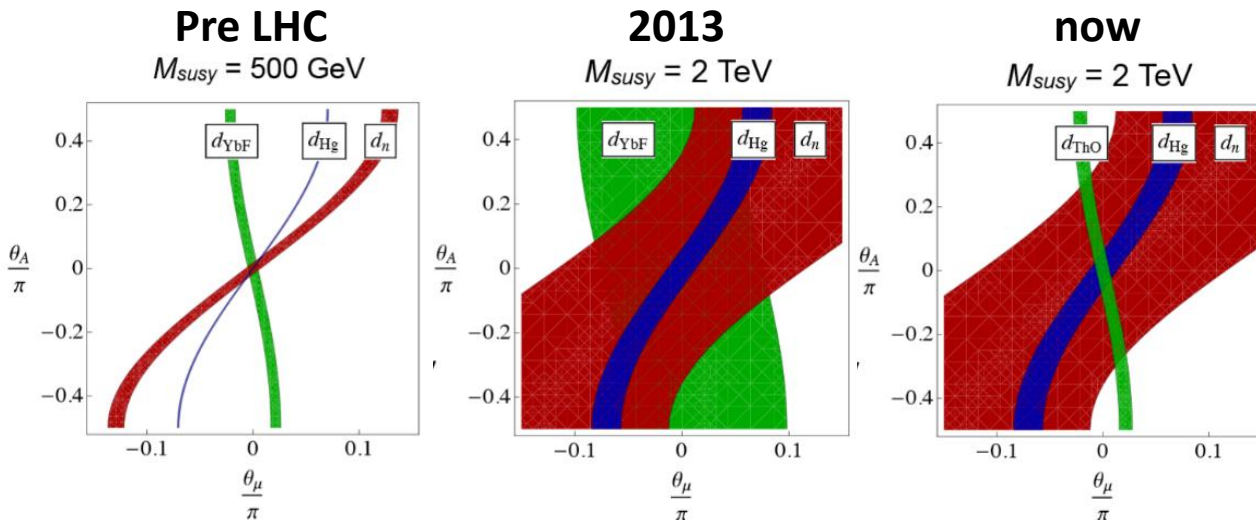 Pre LHC
M_susy = 500 GeV
d_YbF d_Hg d_n
0.4
0.2
θ_A/π
0
−0.2
−0.4
−0.1 0 0.1
θ_μ/π
2013
M_susy = 2 TeV
d_YbF d_Hg d_n
0.4
0.2
θ_A/π
0
−0.2
−0.4
−0.1 0 0.1
θ_μ/π
now
M_susy = 2 TeV
d_ThO d_Hg d_n
0.4
0.2
θ_A/π
0
−0.2
−0.4
−0.1 0 0.1
θ_μ/π